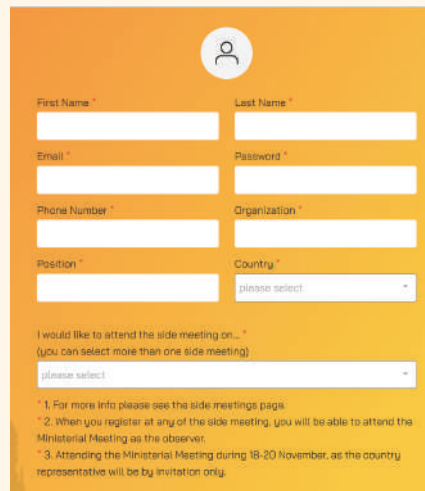 First Name * Last Name *
Email * Password *
Phone Number * Organization *
Position * Country *
please select
I would like to attend the side meeting on... *
(you can select more than one side meeting)
please select
* 1. For more info please see the side meetings page.
* 2. When you register at any of the side meeting, you will be able to attend the
Ministerial Meeting as the observer.
* 3. Attending the Ministerial Meeting during 18-20 November, as the country
representative will be by invitation only.